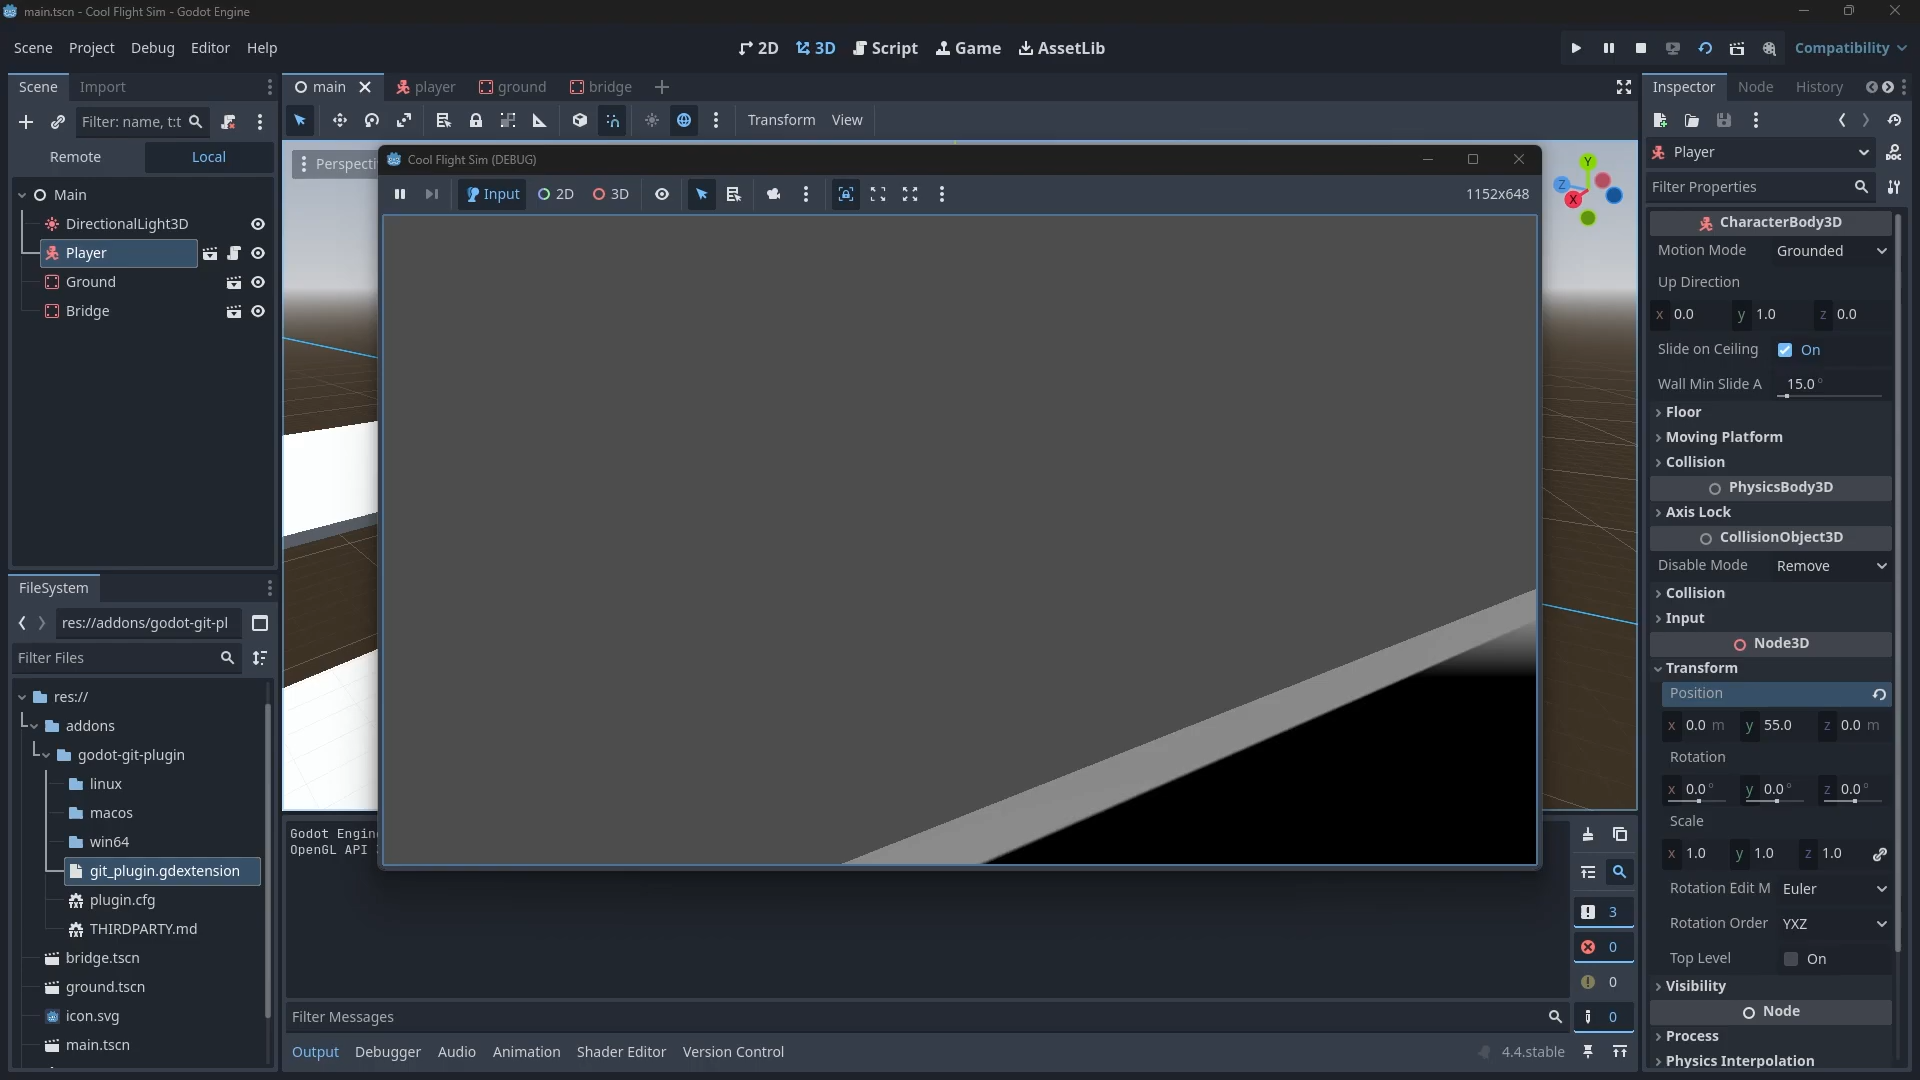 main.tscn - Cool Flight Sim - Godot Engine
Scene Project Debug Editor Help
2D 3D Script Game AssetLib
Compatibility
Scene Import
main player ground bridge
Inspector Node History
Filter: name, t:t
Transform View
Remote Local
Perspecti
Cool Flight Sim (DEBUG)
Input 2D 3D
1152x648
Main
DirectionalLight3D
Player
Ground
Bridge
FileSystem
res://addons/godot-git-pl
Filter Files
res://
addons
godot-git-plugin
linux
macos
win64
git_plugin.gdextension
plugin.cfg
THIRDPARTY.md
bridge.tscn
ground.tscn
icon.svg
main.tscn
Y
Z
X
Godot Engin
OpenGL API
3
0
0
0
Filter Messages
Output Debugger Audio Animation Shader Editor Version Control
4.4.stable
Player
Filter Properties
CharacterBody3D
Motion Mode Grounded
Up Direction
x 0.0 y 1.0 z 0.0
Slide on Ceiling On
Wall Min Slide A 15.0°
Floor
Moving Platform
Collision
PhysicsBody3D
Axis Lock
CollisionObject3D
Disable Mode Remove
Collision
Input
Node3D
Transform
Position
x 0.0 m y 55.0 z 0.0 m
Rotation
x 0.0° y 0.0° z 0.0°
Scale
x 1.0 y 1.0 z 1.0
Rotation Edit M Euler
Rotation Order YXZ
Top Level On
Visibility
Node
Process
Physics Interpolation